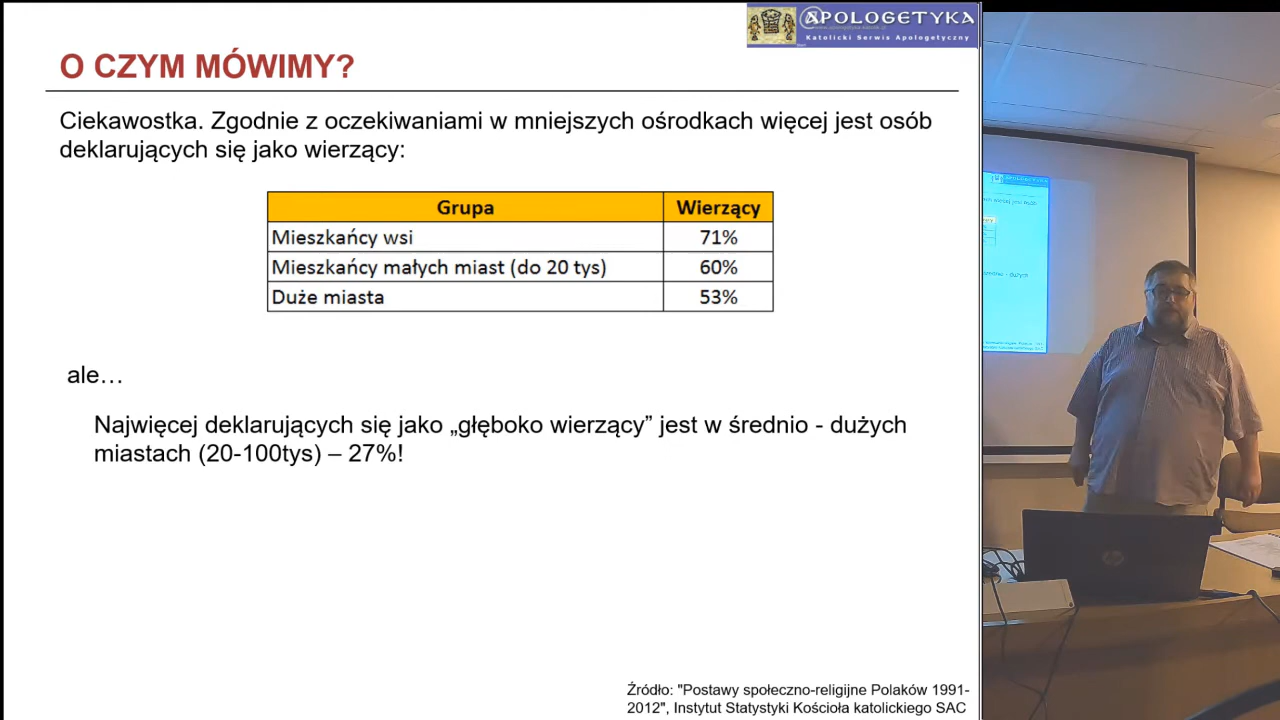 @POLOGETYKA
Katolicki Serwis Apologetyczny
O CZYM MÓWIMY?
Ciekawostka. Zgodnie z oczekiwaniami w mniejszych ośrodkach więcej jest osób
deklarujących się jako wierzący:
Grupa Wierzący
Mieszkańcy wsi 71%
Mieszkańcy małych miast (do 20 tys) 60%
Duże miasta 53%
ale…
Najwięcej deklarujących się jako „głęboko wierzący” jest w średnio - dużych
miastach (20-100tys) – 27%!
Źródło: "Postawy społeczno-religijne Polaków 1991-
2012", Instytut Statystyki Kościoła katolickiego SAC